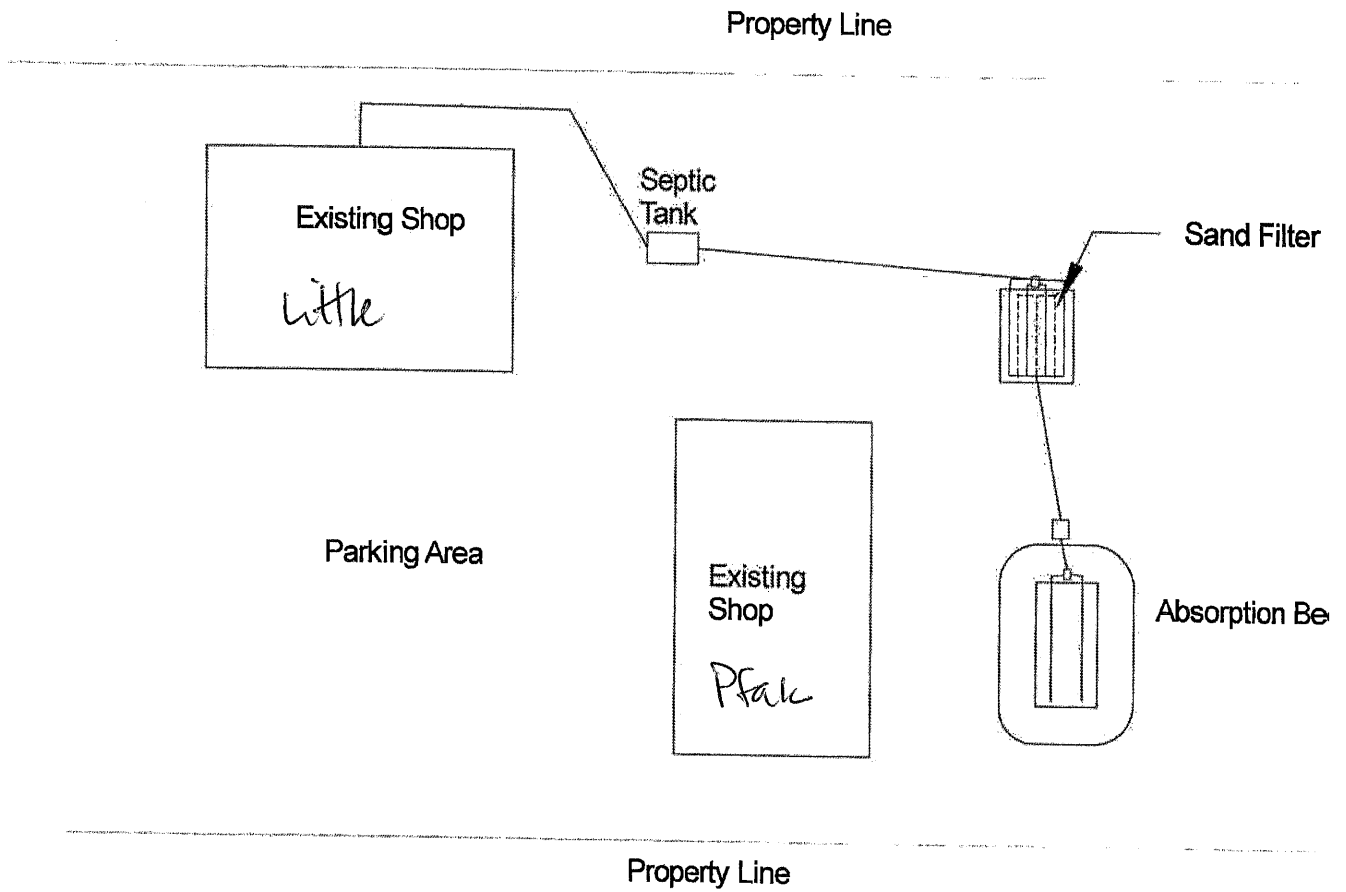 Property Line
Septic
Tank
Existing Shop
Sand Filter
Little
Parking Area
Existing
Shop
Absorption Be
Pfak
Property Line